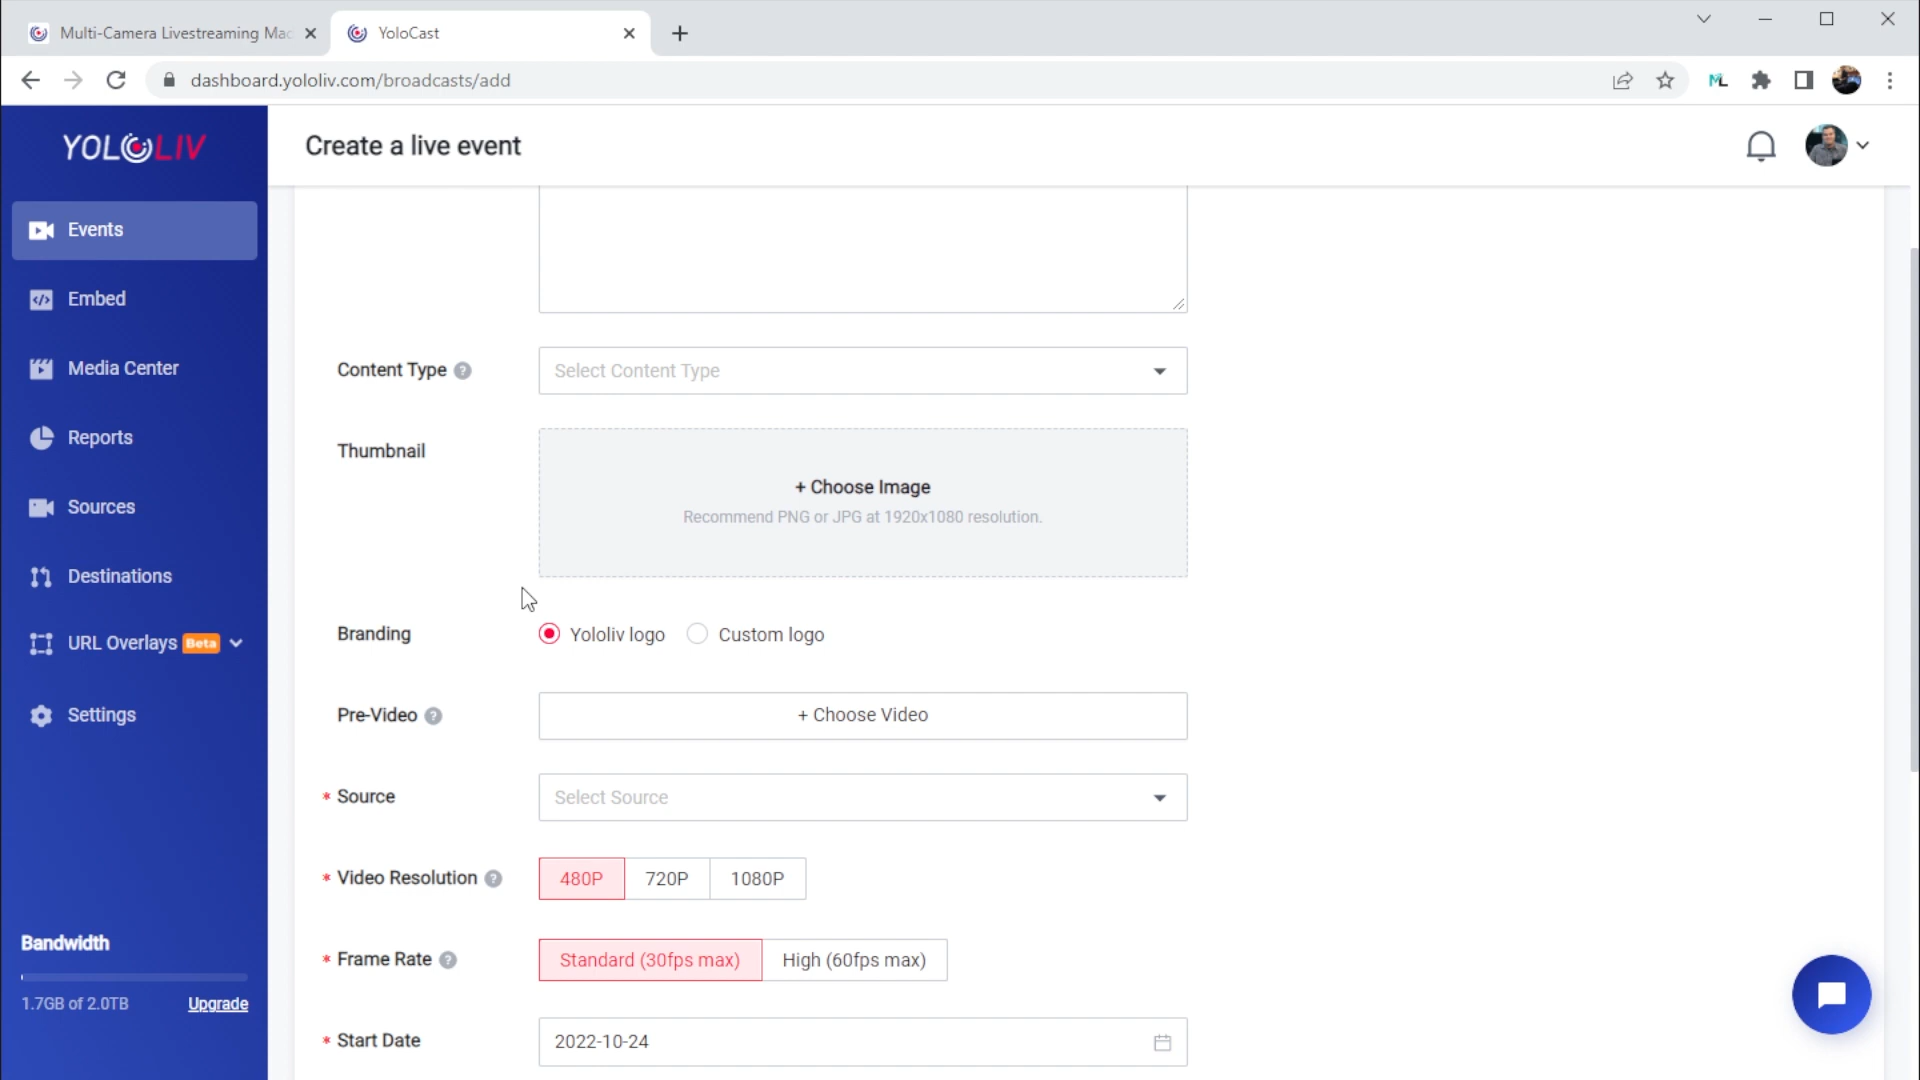 Multi-Camera Livestreaming Mac
YoloCast
dashboard.yololiv.com/broadcasts/add
ML
YOLOLIV
Create a live event
Events
Embed
Media Center
Reports
Sources
Destinations
URL Overlays Beta
Settings
Bandwidth
1.7GB of 2.0TB Upgrade
Content Type ?
Select Content Type
Thumbnail
+ Choose Image
Recommend PNG or JPG at 1920x1080 resolution.
Branding
Yololiv logo Custom logo
Pre-Video ?
+ Choose Video
* Source
Select Source
* Video Resolution ?
480P 720P 1080P
* Frame Rate ?
Standard (30fps max) High (60fps max)
* Start Date
2022-10-24